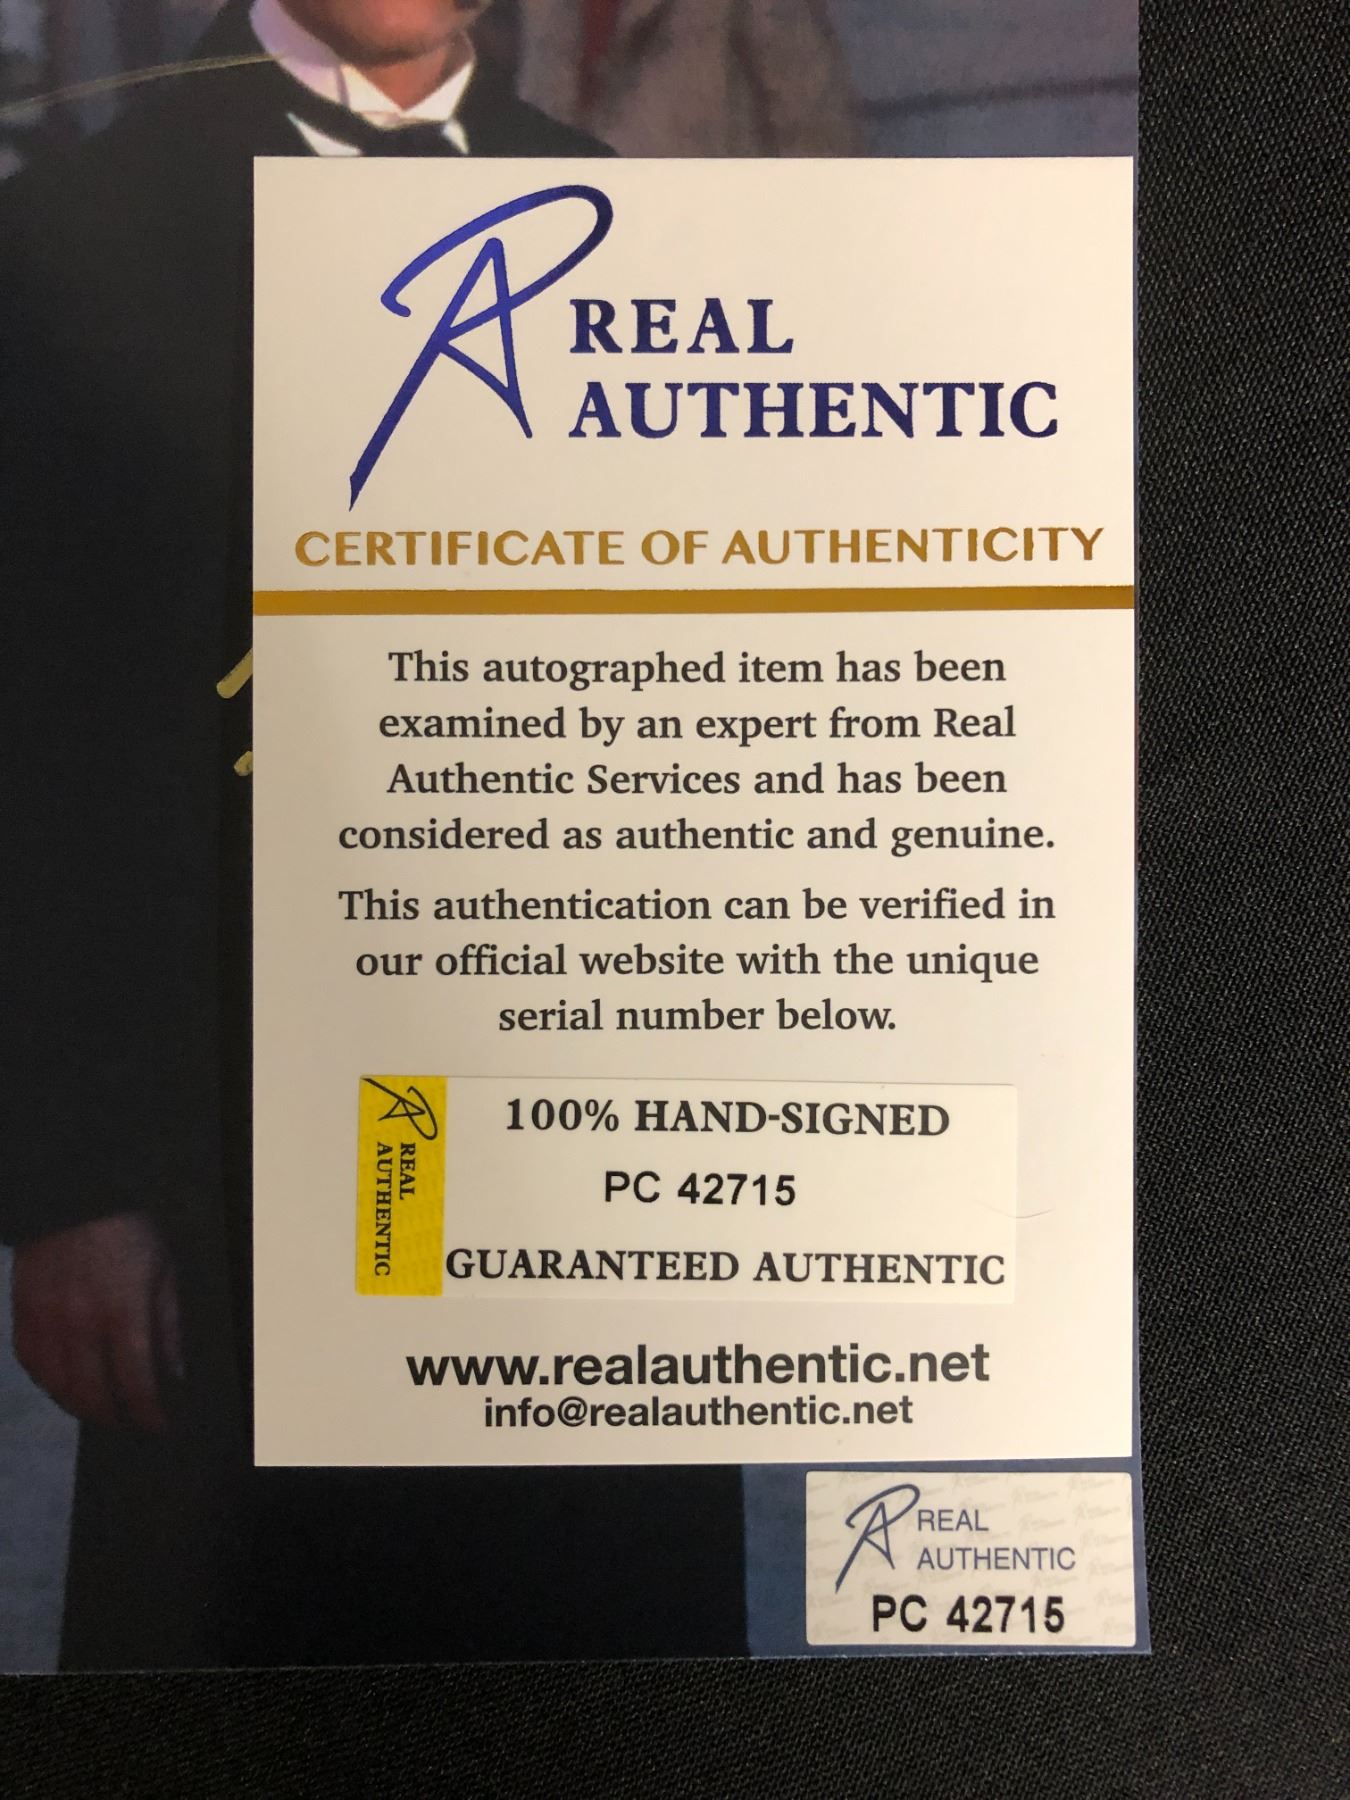 REAL
AUTHENTIC
CERTIFICATE OF AUTHENTICITY
This autographed item has been
examined by an expert from Real
Authentic Services and has been
considered as authentic and genuine.
This authentication can be verified in
our official website with the unique
serial number below.
REAL
AUTHENTIC
100% HAND-SIGNED
PC 42715
GUARANTEED AUTHENTIC
www.realauthentic.net
info@realauthentic.net
REAL
AUTHENTIC
PC 42715